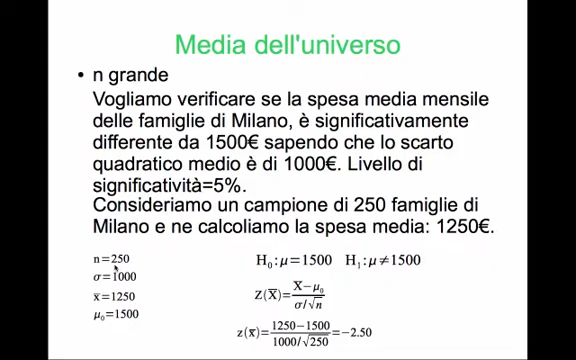 Media dell'universo
• n grande
Vogliamo verificare se la spesa media mensile
delle famiglie di Milano, è significativamente
differente da 1500€ sapendo che lo scarto
quadratico medio è di 1000€. Livello di
significatività=5%.
Consideriamo un campione di 250 famiglie di
Milano e ne calcoliamo la spesa media: 1250€.
n=250
σ=1000
x̄=1250
μ₀=1500
H₀:μ=1500 H₁:μ≠1500
Z(X̄)=(X̄−μ₀)/(σ/√n)
z(x̄)=(1250−1500)/(1000/√250)=−2.50